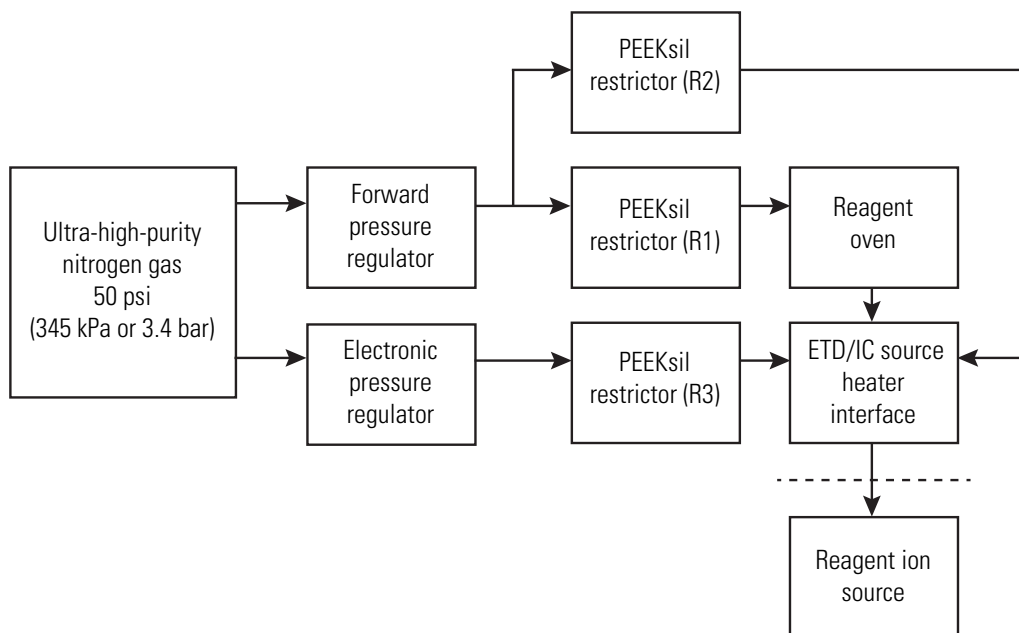 PEEKsil
restrictor (R2)
Ultra-high-purity
nitrogen gas
50 psi
(345 kPa or 3.4 bar)
Forward
pressure
regulator
PEEKsil
restrictor (R1)
Reagent
oven
Electronic
pressure
regulator
PEEKsil
restrictor (R3)
ETD/IC source
heater
interface
Reagent ion
source